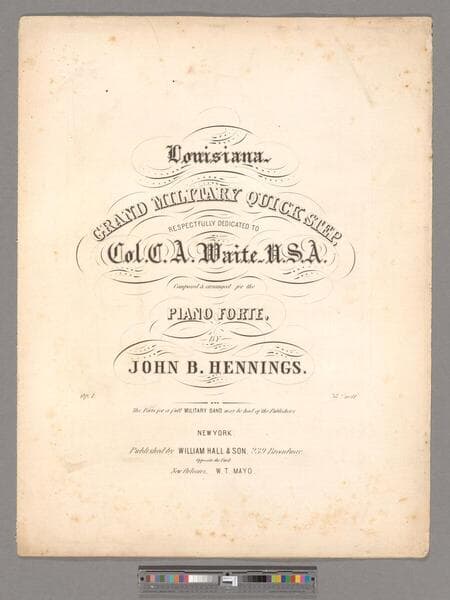 Louisiana
GRAND MILITARY QUICK STEP,
RESPECTFULLY DEDICATED TO
Col. C. A. Waite U.S.A.
Composed & arranged for the
PIANO FORTE,
BY
JOHN B. HENNINGS.
Op. 1
The Parts for a full MILITARY BAND may be had of the Publishers
NEW YORK
Published by WILLIAM HALL & SON, 239 Broadway.
Opposite the Park
New Orleans, W. T. MAYO.